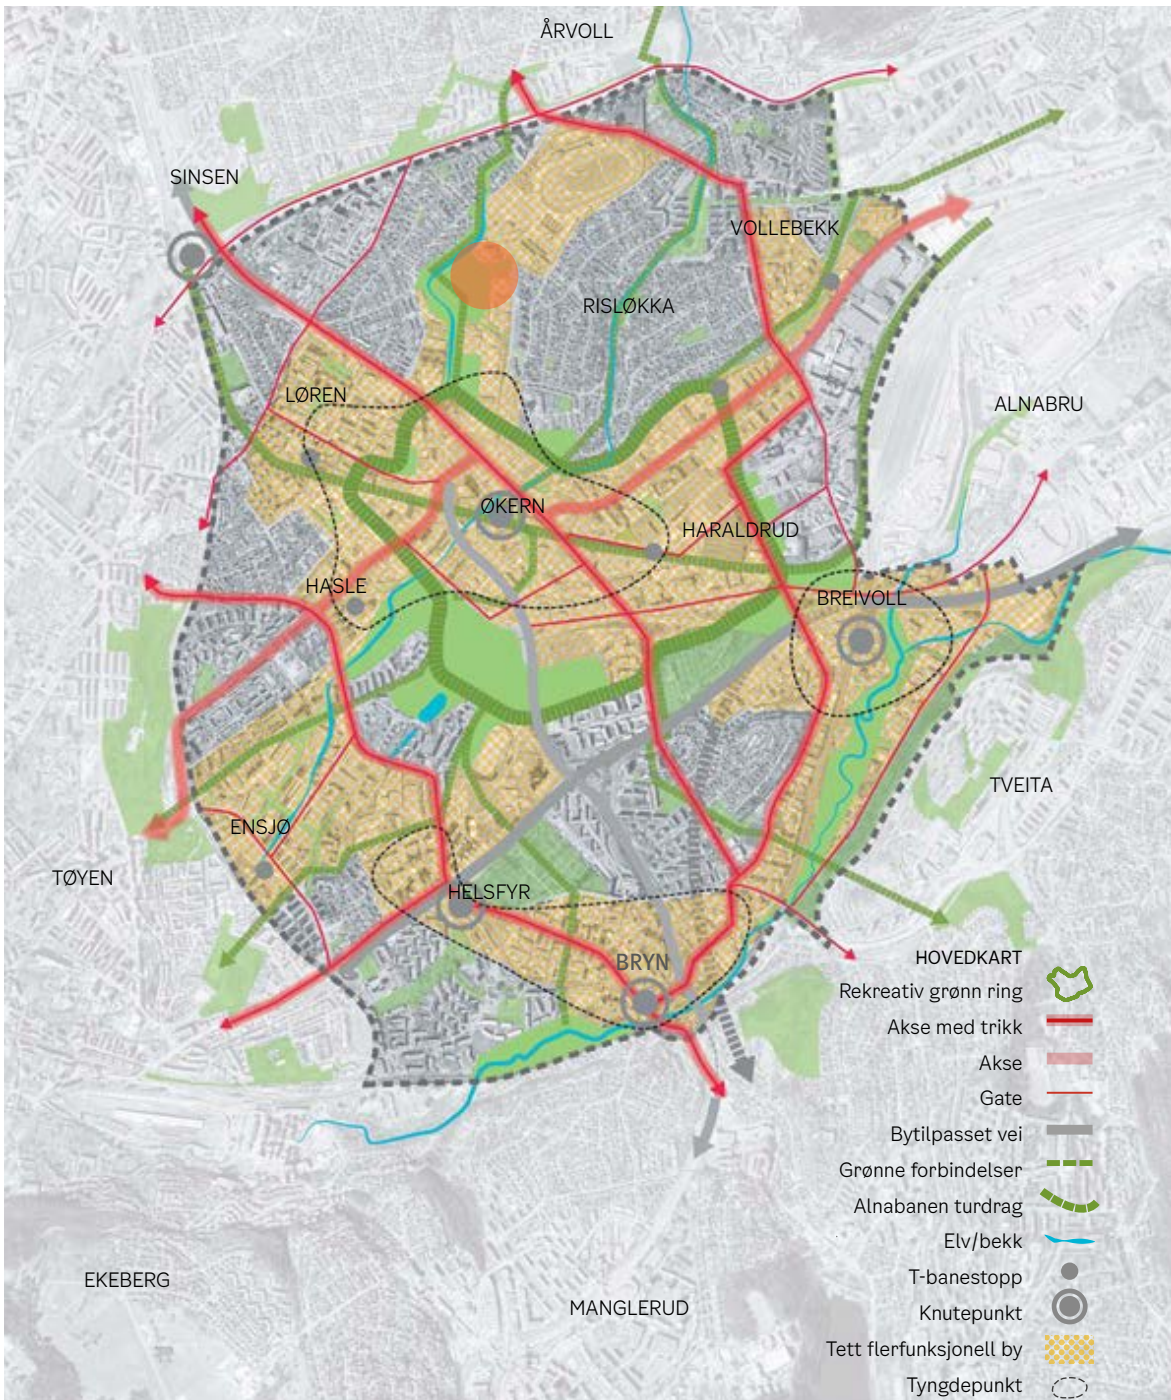 ÅRVOLL
SINSEN
VOLLEBEKK
RISLØKKA
LØREN
ALNABRU
ØKERN
HARALDRUD
HASLE
BREIVOLL
TVEITA
ENSJØ
TØYEN
HELSFYR
BRYN
HOVEDKART
Rekreativ grønn ring
Akse med trikk
Akse
Gate
Bytilpasset vei
Grønne forbindelser
Alnabanen turdrag
Elv/bekk
T-banestopp
EKEBERG
MANGLERUD
Knutepunkt
Tett flerfunksjonell by
Tyngdepunkt